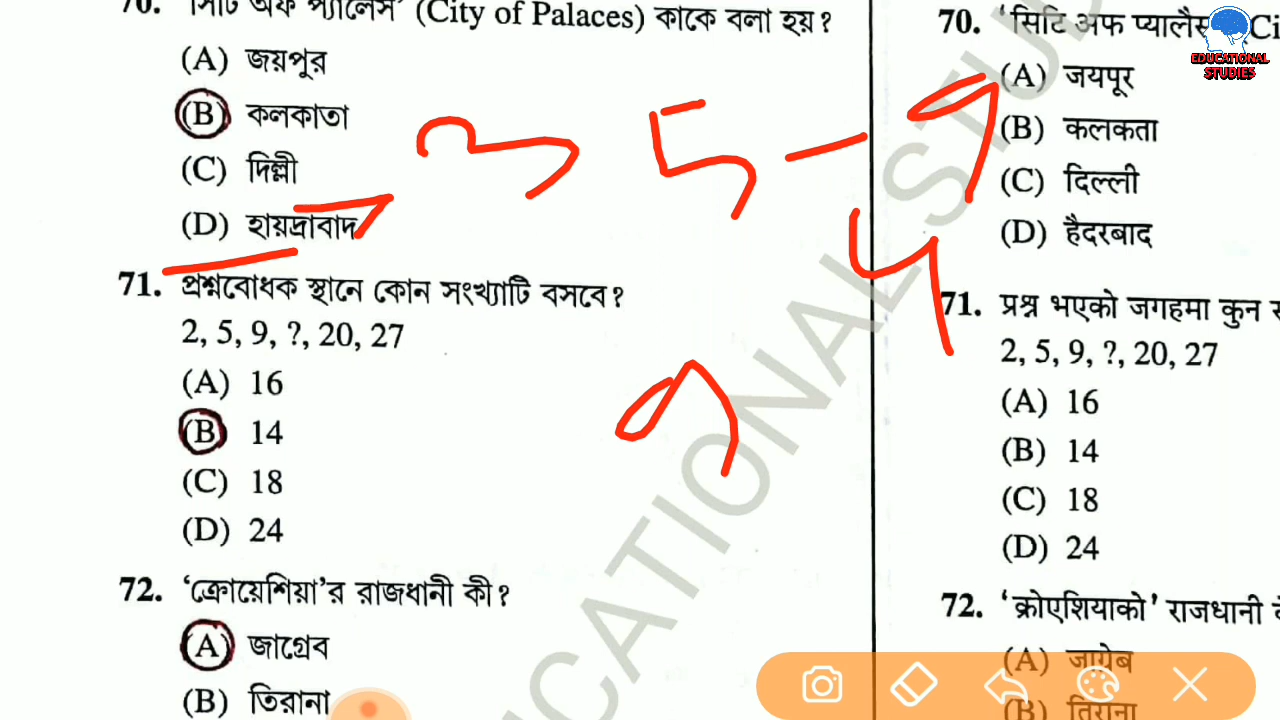 70. 'সিটি অফ প্যালেস' (City of Palaces) কাকে বলা হয়?
(A) জয়পুর
(B) কলকাতা
(C) দিল্লী
(D) হায়দ্রাবাদ
71. প্রশ্নবোধক স্থানে কোন সংখ্যাটি বসবে?
2, 5, 9, ?, 20, 27
(A) 16
(B) 14
(C) 18
(D) 24
72. 'ক্রোয়েশিয়া'র রাজধানী কী?
(A) জাগ্রেব
(B) তিরানা
3 5 - 9
4
9
70. 'सिटि अफ प्यालेस
(A) जयपूर
(B) कलकता
(C) दिल्ली
(D) हैदरबाद
71. प्रश्न भएको जगहमा कुन
2, 5, 9, ?, 20, 27
(A) 16
(B) 14
(C) 18
(D) 24
72. 'क्रोएशियाको' राजधानी
(A) जाग्रेब
(B) तिराना
EDUCATIONAL
STUDIES